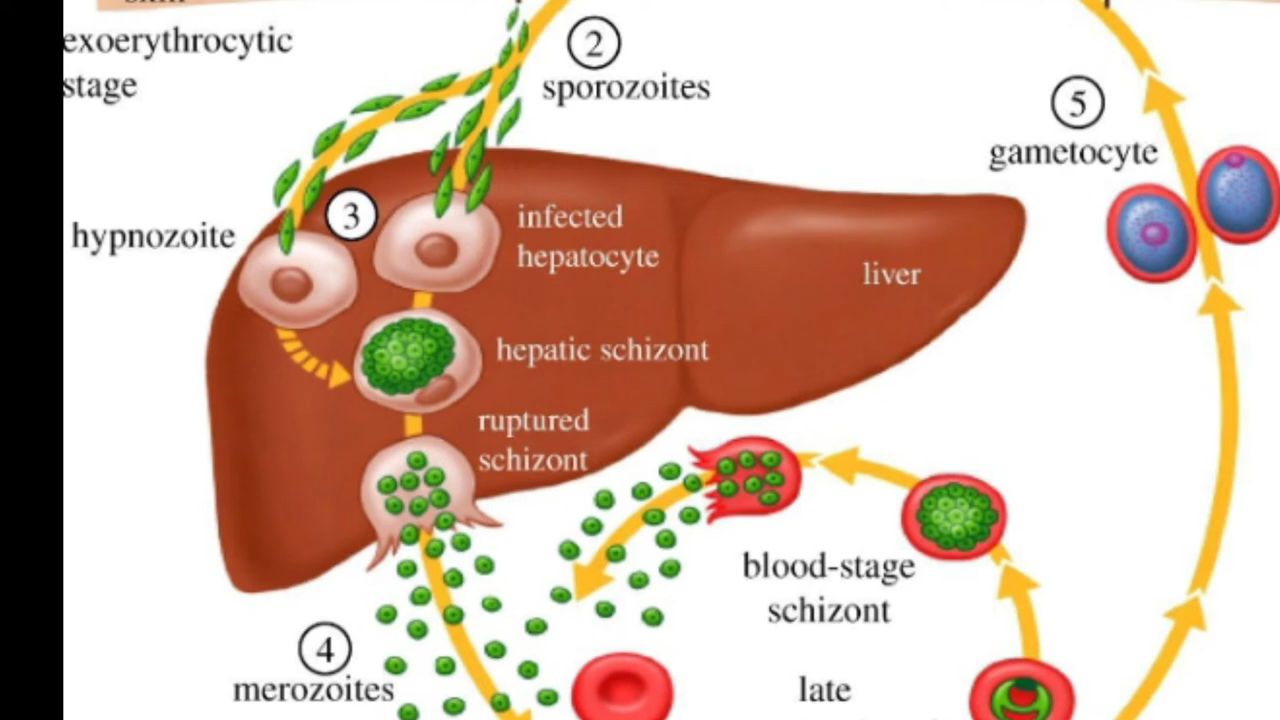 skin
exoerythrocytic
stage
2
sporozoites
5
gametocyte
3
hypnozoite
infected
hepatocyte
liver
hepatic schizont
ruptured
schizont
blood-stage
schizont
4
merozoites
late